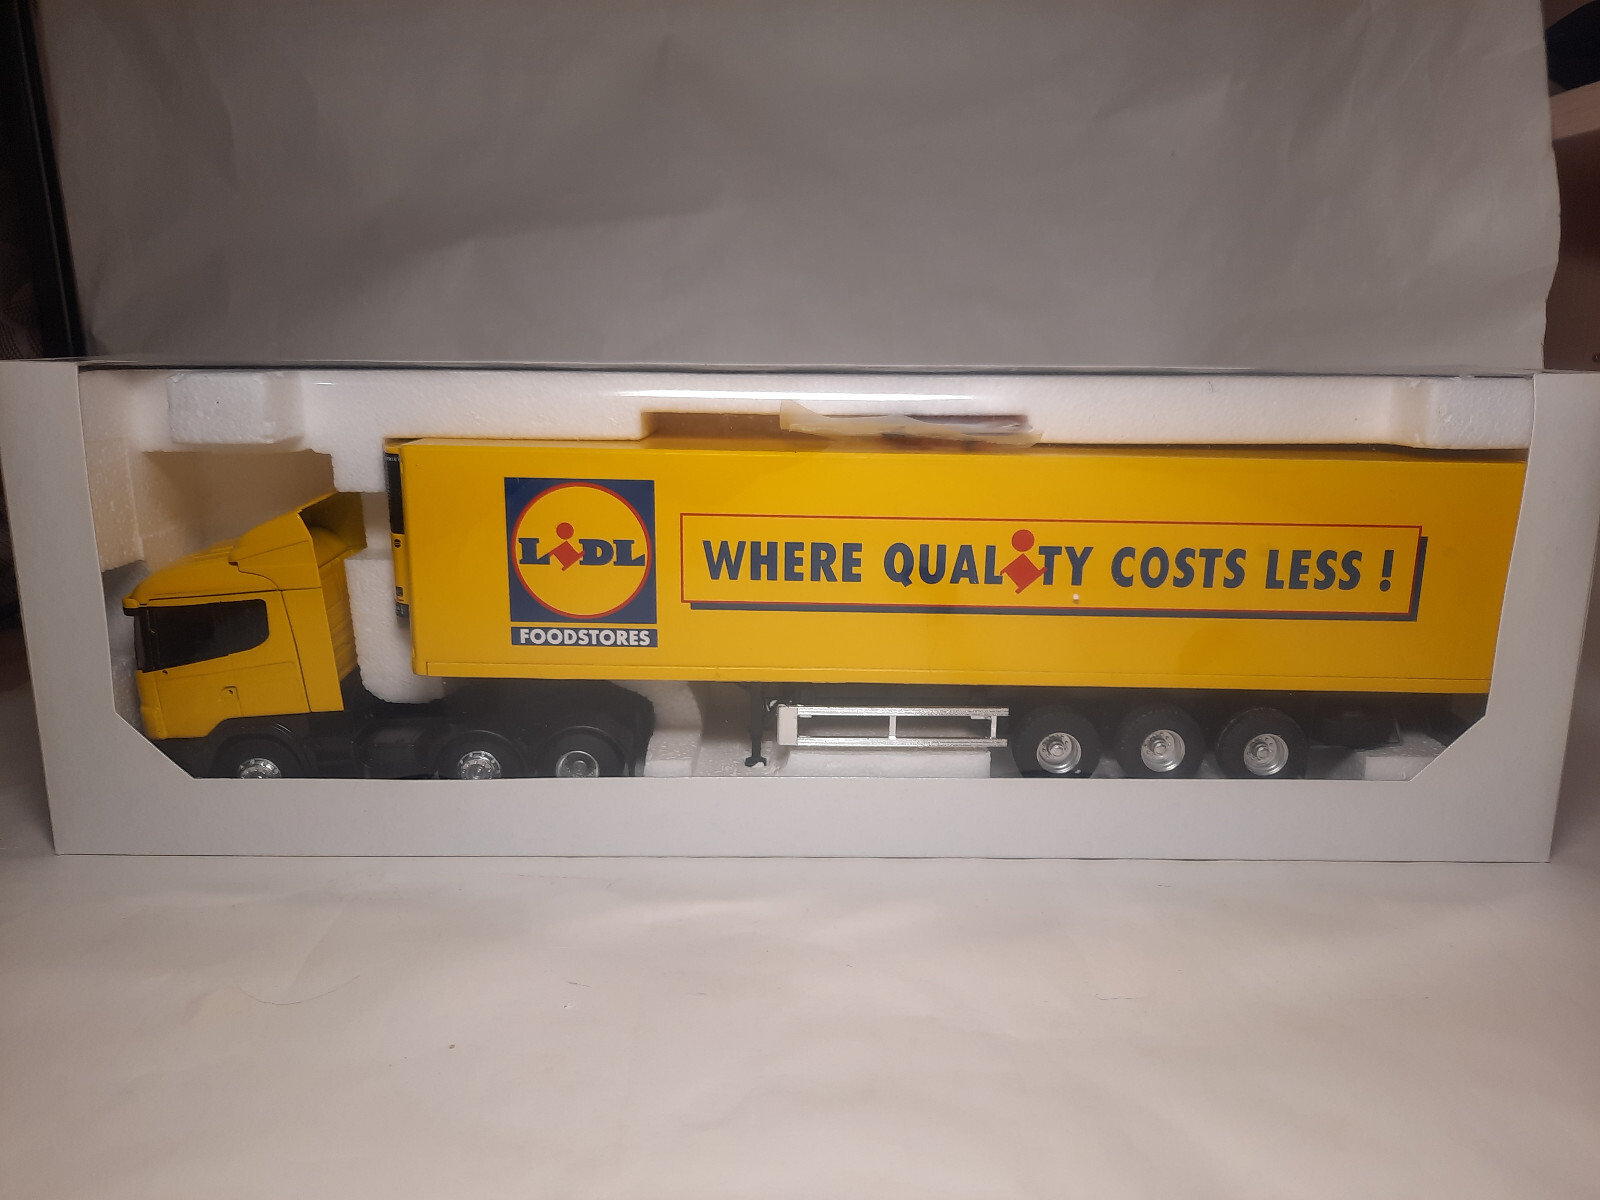 LiDL
FOODSTORES
WHERE QUALiTY COSTS LESS !